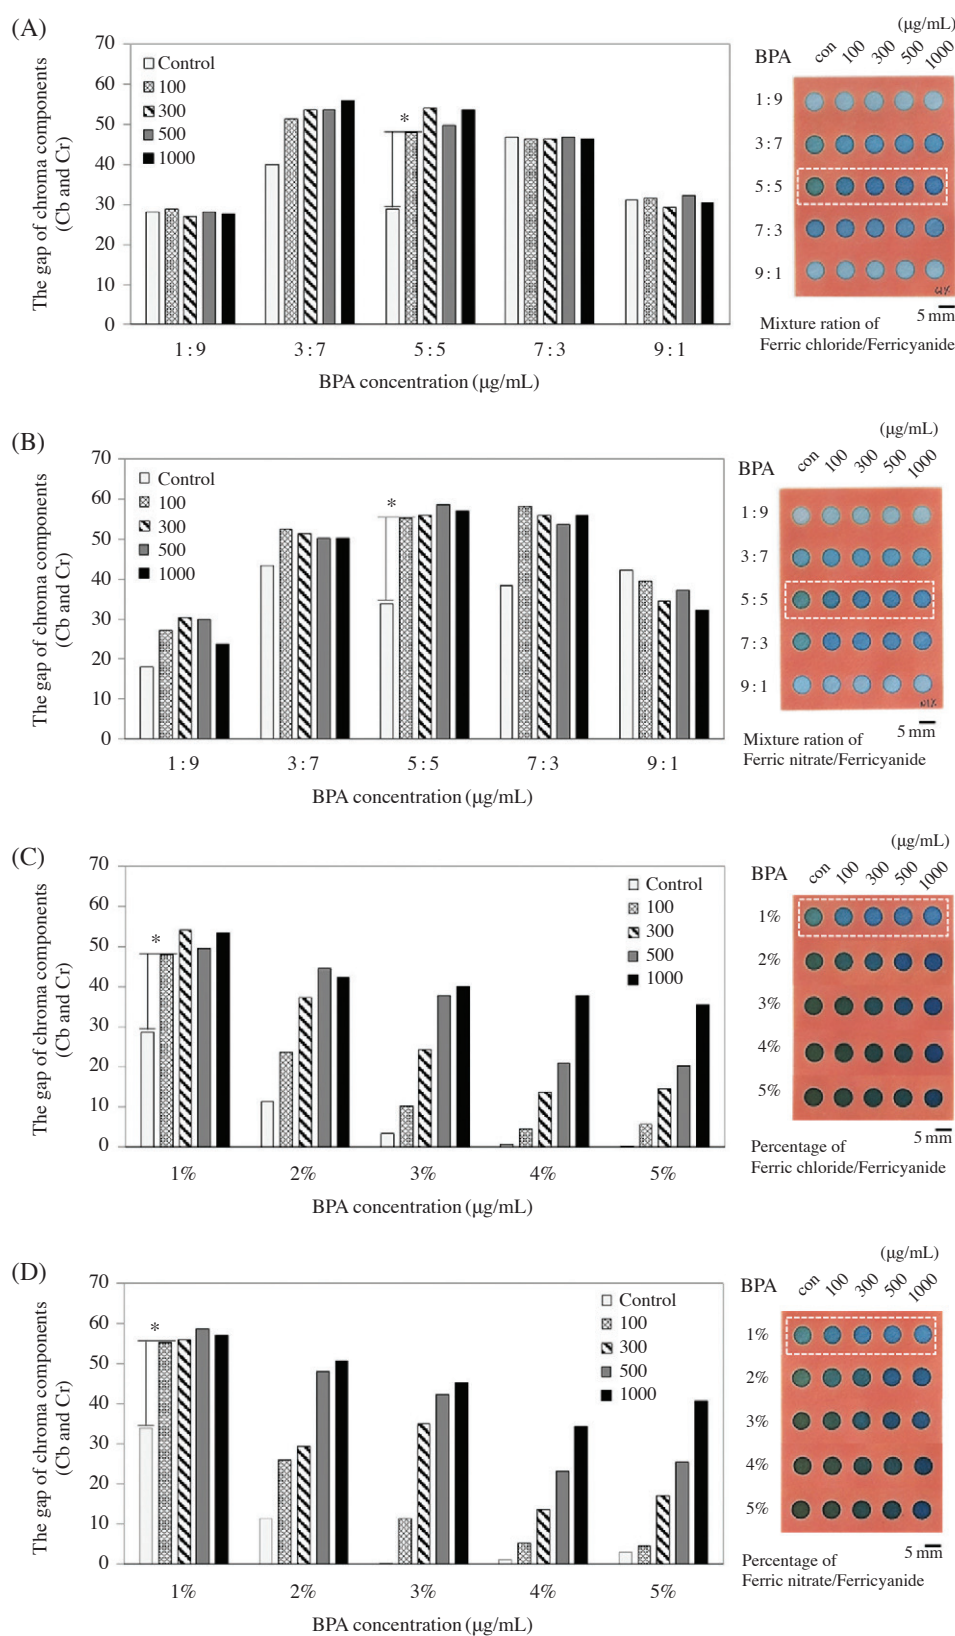 (A)
The gap of chroma components
(Cb and Cr)
70
60
50
40
30
20
10
0
Control
100
300
500
1000
*
1 : 9
3 : 7
5 : 5
7 : 3
9 : 1
BPA concentration (µg/mL)
(µg/mL)
BPA
con
100
300
500
1000
1 : 9
3 : 7
5 : 5
7 : 3
9 : 1
5 mm
Mixture ration of
Ferric chloride/Ferricyanide
(B)
The gap of chroma components
(Cb and Cr)
70
60
50
40
30
20
10
0
Control
100
300
500
1000
*
1 : 9
3 : 7
5 : 5
7 : 3
9 : 1
BPA concentration (µg/mL)
(µg/mL)
BPA
con
100
300
500
1000
1 : 9
3 : 7
5 : 5
7 : 3
9 : 1
5 mm
Mixture ration of
Ferric nitrate/Ferricyanide
(C)
The gap of chroma components
(Cb and Cr)
70
60
50
40
30
20
10
0
Control
100
300
500
1000
*
1%
2%
3%
4%
5%
BPA concentration (µg/mL)
(µg/mL)
BPA
con
100
300
500
1000
1%
2%
3%
4%
5%
5 mm
Percentage of
Ferric chloride/Ferricyanide
(D)
The gap of chroma components
(Cb and Cr)
70
60
50
40
30
20
10
0
Control
100
300
500
1000
*
1%
2%
3%
4%
5%
BPA concentration (µg/mL)
(µg/mL)
BPA
con
100
300
500
1000
1%
2%
3%
4%
5%
5 mm
Percentage of
Ferric nitrate/Ferricyanide